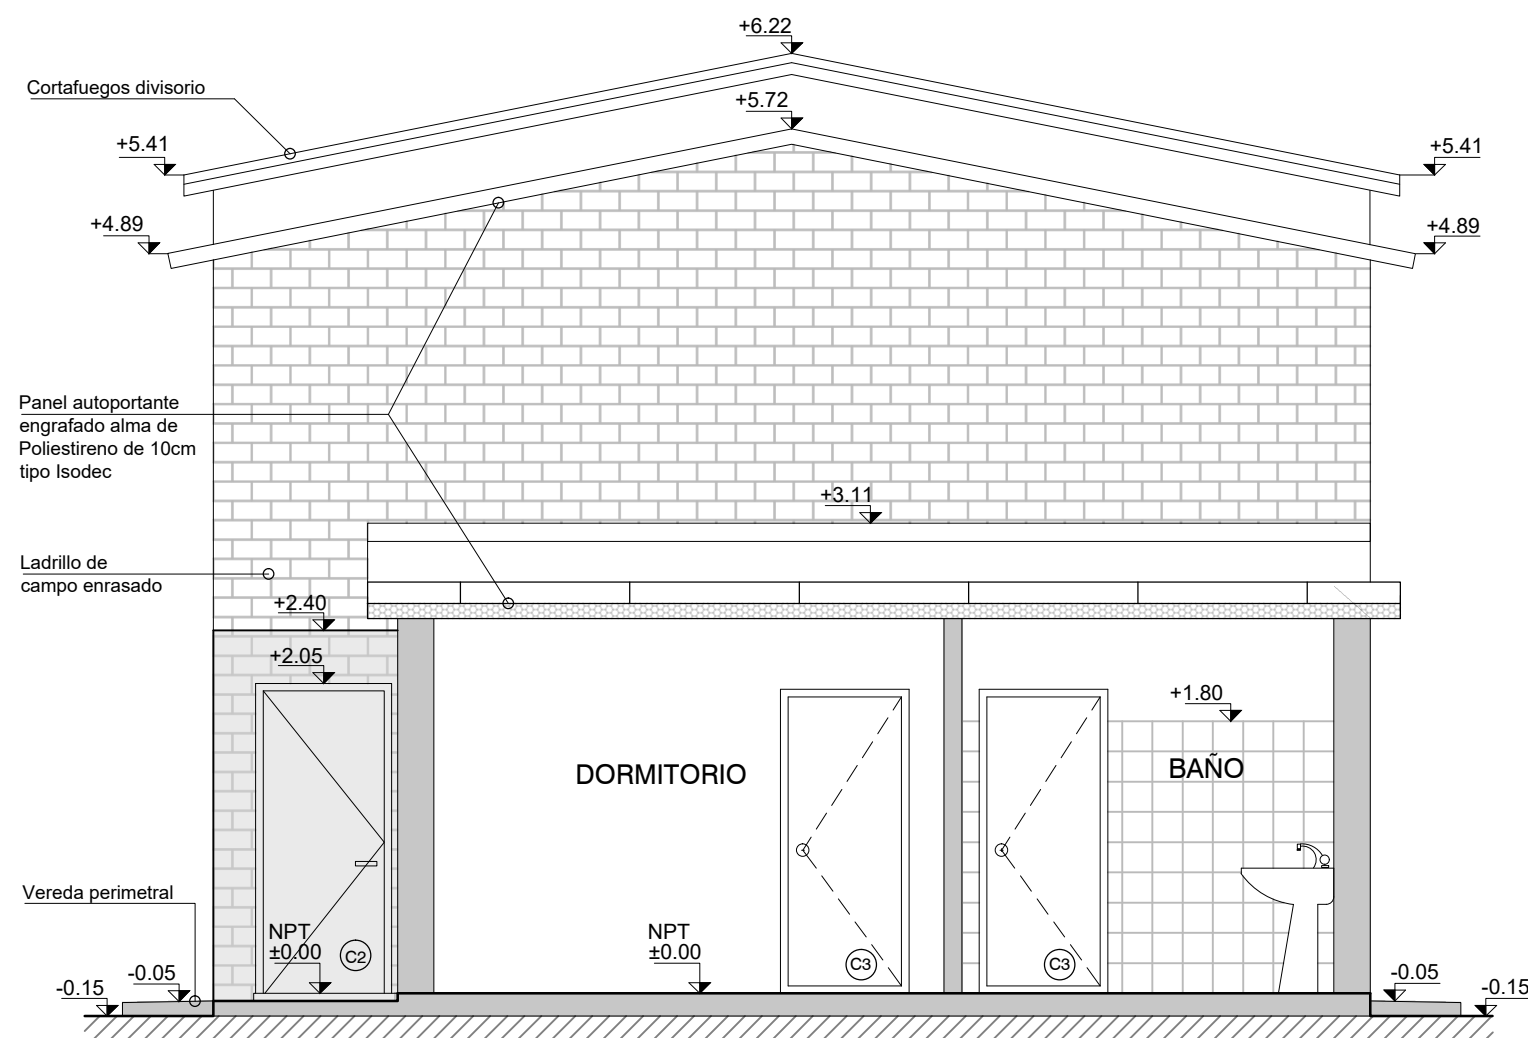 +6.22
Cortafuegos divisorio
+5.72
+5.41
+5.41
+4.89
+4.89
Panel autoportante
engrafado alma de
Poliestireno de 10cm
tipo Isodec
+3.11
Ladrillo de
campo enrasado
+2.40
+2.05
+1.80
DORMITORIO
BAÑO
Vereda perimetral
NPT
±0.00
C2
NPT
±0.00
C3
C3
-0.05
-0.15
-0.05
-0.15